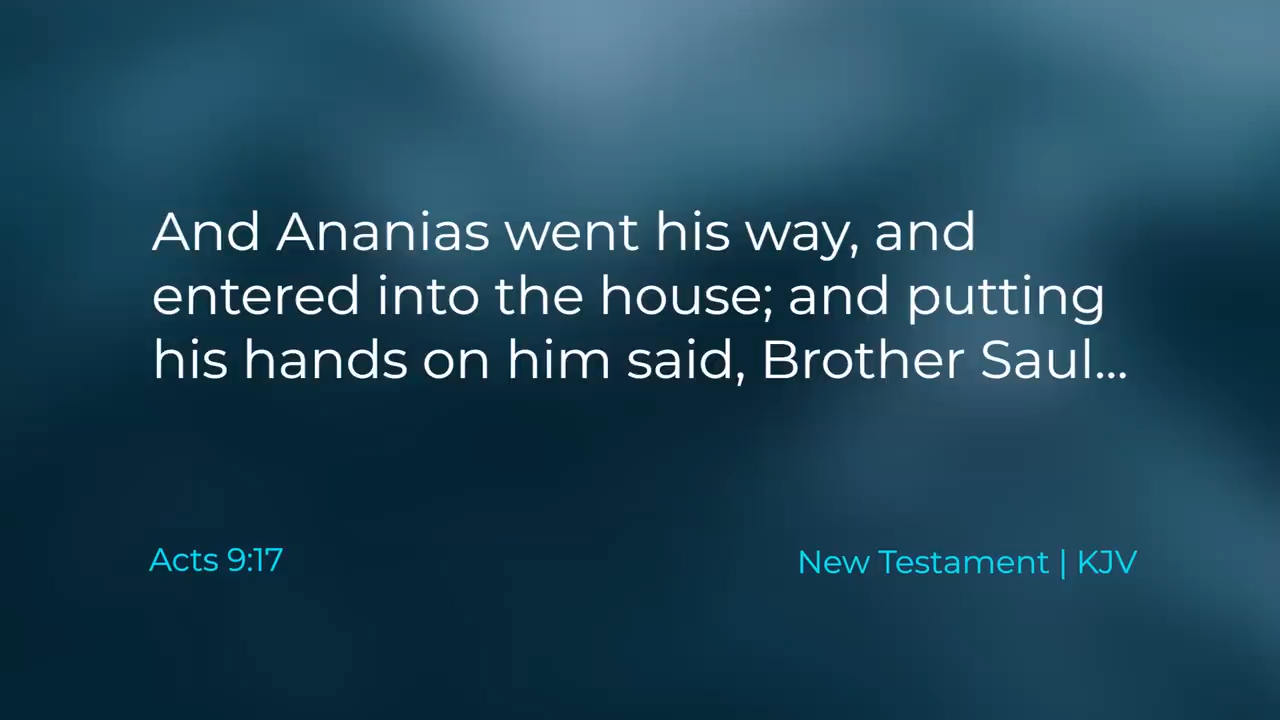 And Ananias went his way, and
entered into the house; and putting
his hands on him said, Brother Saul...
Acts 9:17
New Testament | KJV